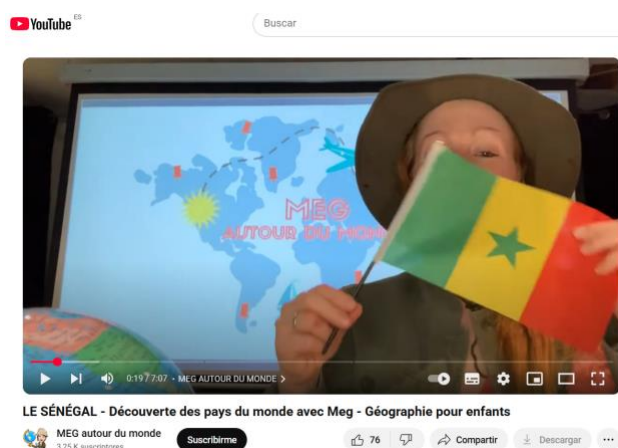 YouTube ES
Buscar
MEG
AUTOUR DU MON
0:19 / 7:07 • MEG AUTOUR DU MONDE >
LE SÉNÉGAL - Découverte des pays du monde avec Meg - Géographie pour enfants
MEG autour du monde
3,25 K suscriptores
Suscribirme
76
Compartir
Descargar